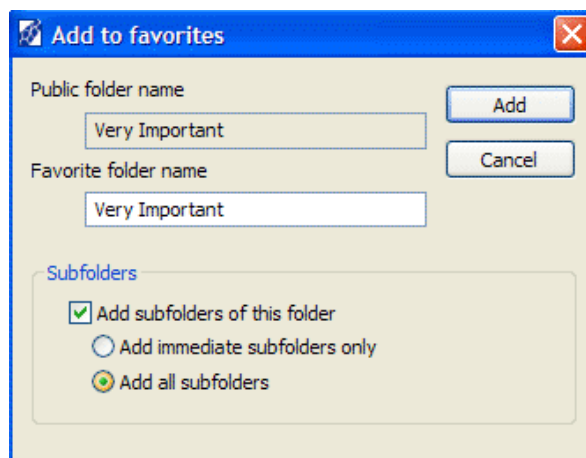 Add to favorites
Public folder name
Add
Very Important
Cancel
Favorite folder name
Very Important
Subfolders
Add subfolders of this folder
Add immediate subfolders only
Add all subfolders